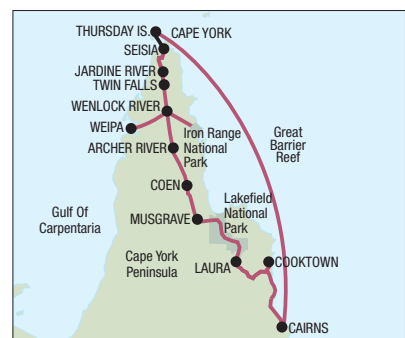 THURSDAY IS.
CAPE YORK
SEISIA
JARDINE RIVER
TWIN FALLS
WENLOCK RIVER
WEIPA
Iron Range
National
Park
Great
Barrier
Reef
ARCHER RIVER
COEN
Lakefield
National
Park
Gulf Of
Carpentaria
MUSGRAVE
Cape York
Peninsula
LAURA
COOKTOWN
CAIRNS